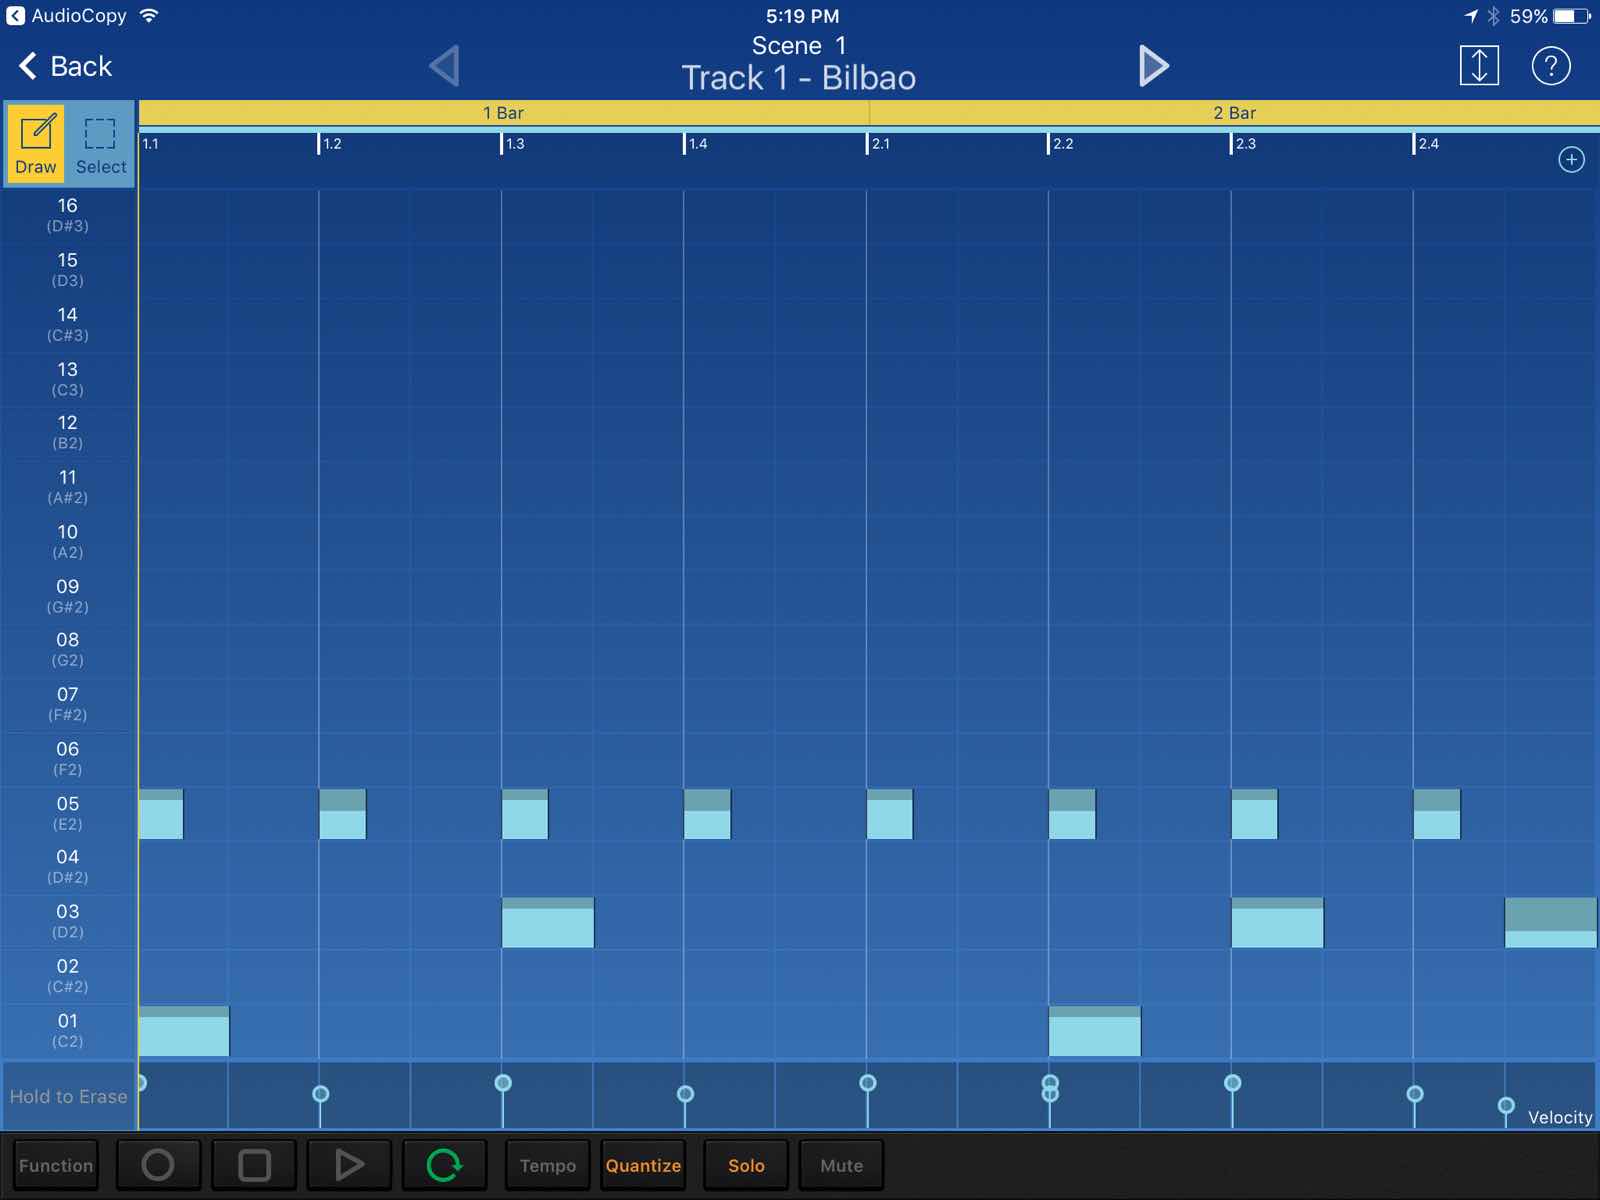 AudioCopy 5:19 PM 59%
Scene 1
Back Track 1 - Bilbao ?
1 Bar 2 Bar
Draw Select 1.1 1.2 1.3 1.4 2.1 2.2 2.3 2.4
16
(D#3)
15
(D3)
14
(C#3)
13
(C3)
12
(B2)
11
(A#2)
10
(A2)
09
(G#2)
08
(G2)
07
(F#2)
06
(F2)
05
(E2)
04
(D#2)
03
(D2)
02
(C#2)
01
(C2)
Hold to Erase Velocity
Function Tempo Quantize Solo Mute